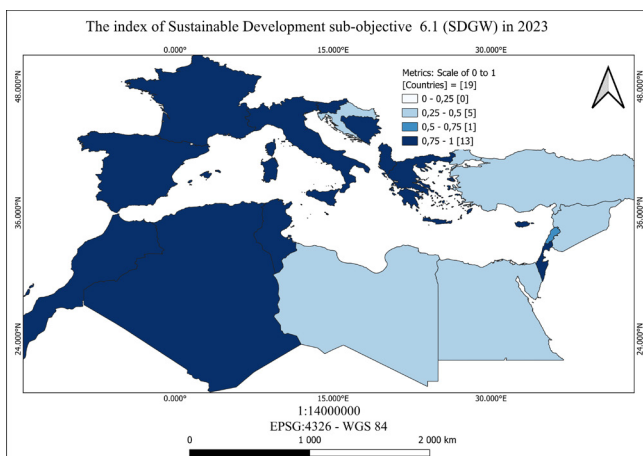 The index of Sustainable Development sub-objective 6.1 (SDGW) in 2023
0.000° 15.000°E 30.000°E
48.000°N 48.000°N
Metrics: Scale of 0 to 1
[Countries] = [19]
0 - 0,25 [0]
0,25 - 0,5 [5]
0,5 - 0,75 [1]
0,75 - 1 [13]
36.000°N 36.000°N
24.000°N 24.000°N
0.000° 15.000°E 30.000°E
1:14000000
EPSG:4326 - WGS 84
0 1 000 2 000 km